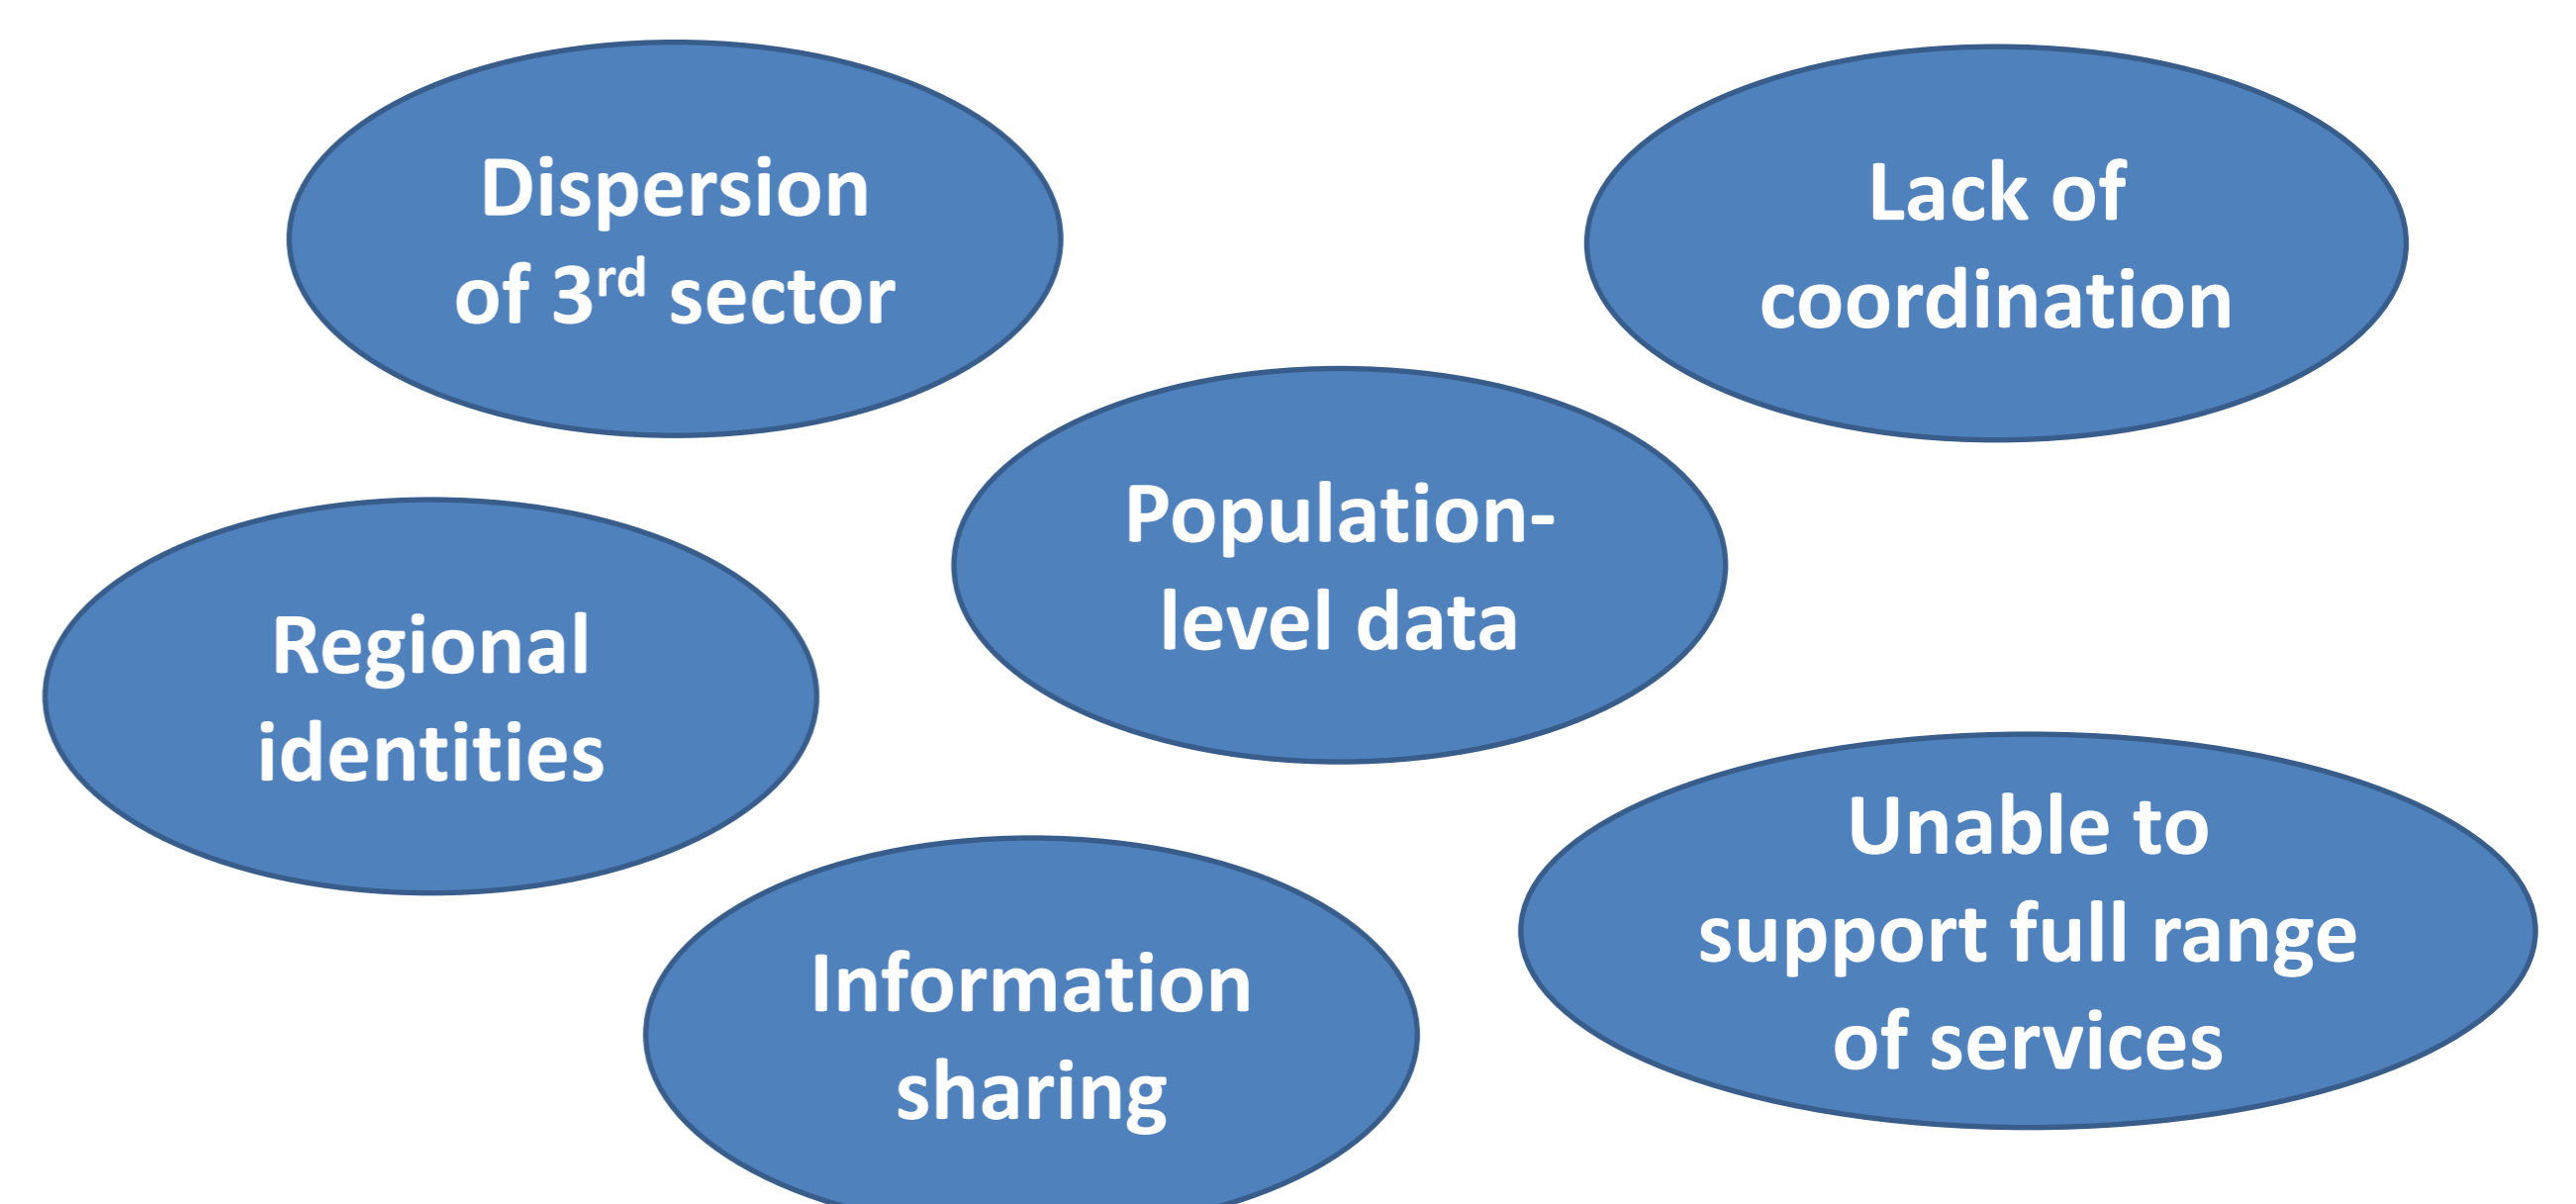 Dispersion
of 3rd sector
Lack of
coordination
Population-
level data
Regional
identities
Unable to
support full range
of services
Information
sharing